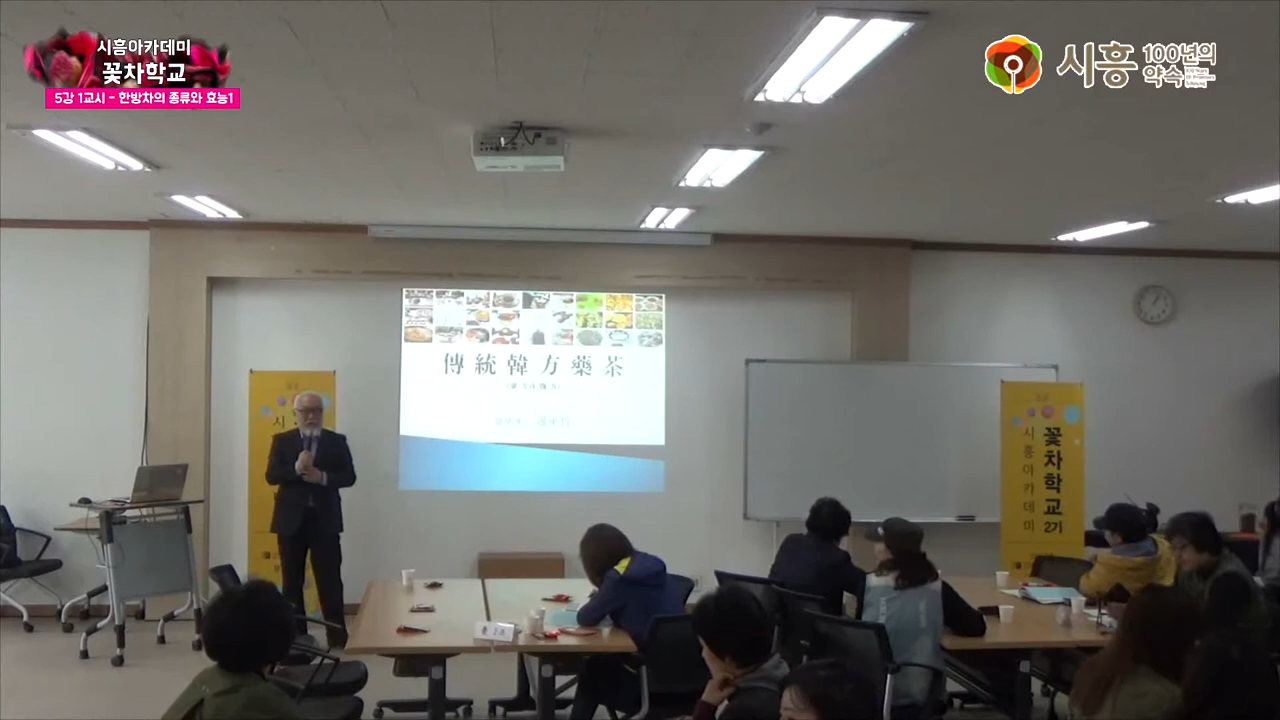 시흥아카데미
꽃차학교
5강 1교시 - 한방차의 종류와 효능1
시흥
100년의
약속
傳統韓方藥茶
시
꽃차학교
2기
시흥아카데미